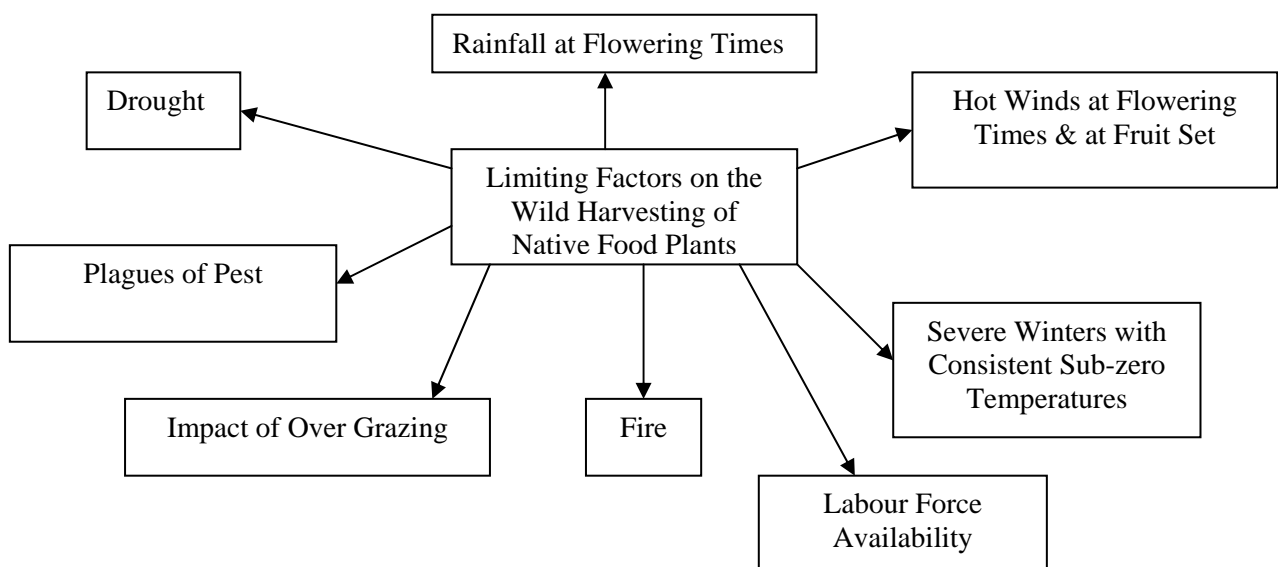 Rainfall at Flowering Times
Drought
Hot Winds at Flowering
Times & at Fruit Set
Limiting Factors on the
Wild Harvesting of
Native Food Plants
Plagues of Pest
Severe Winters with
Consistent Sub-zero
Temperatures
Impact of Over Grazing
Fire
Labour Force
Availability